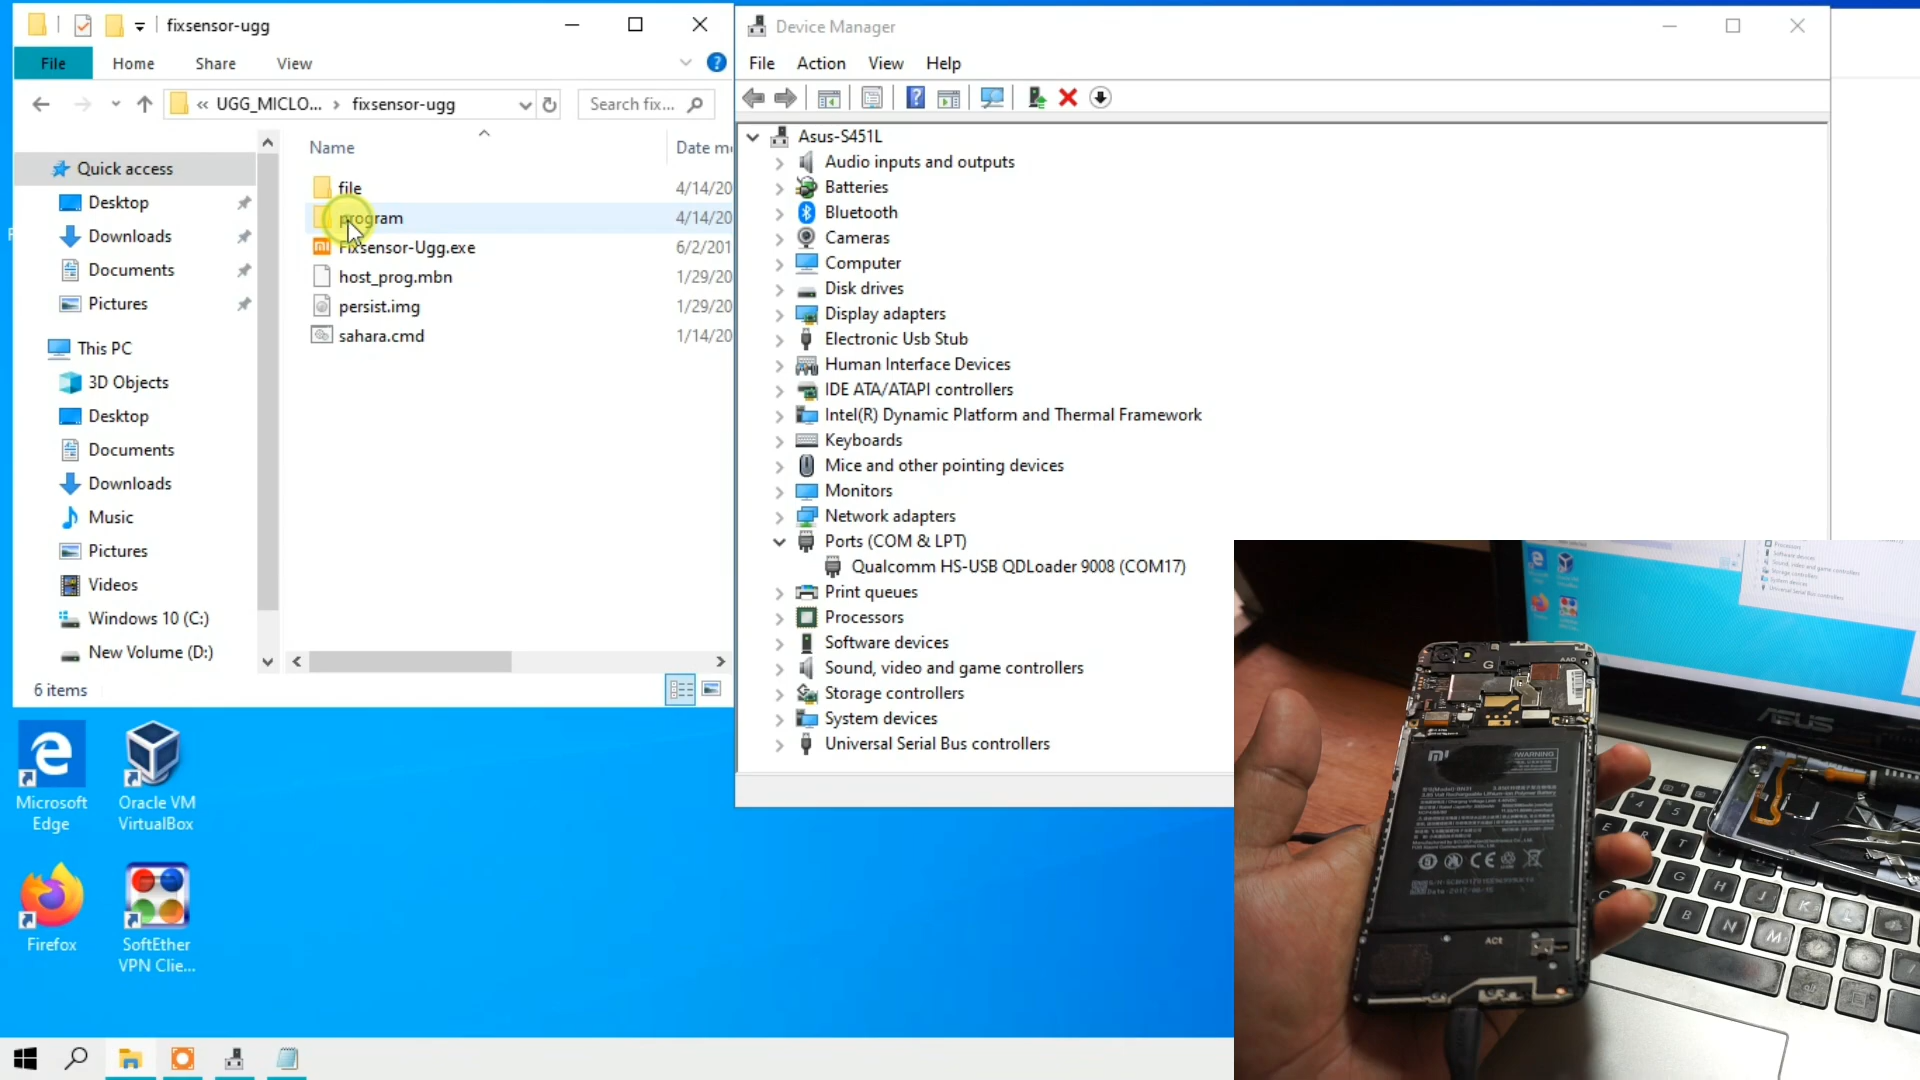 fixsensor-ugg
File
Home
Share
View
« UGG_MICLO... › fixsensor-ugg
Search fix...
Name
Date m
Quick access
Desktop
Downloads
Documents
Pictures
This PC
3D Objects
Desktop
Documents
Downloads
Music
Pictures
Videos
Windows 10 (C:)
New Volume (D:)
file 4/14/20
program 4/14/20
Fixsensor-Ugg.exe 6/2/201
host_prog.mbn 1/29/20
persist.img 1/29/20
sahara.cmd 1/14/20
6 items
Device Manager
File
Action
View
Help
Asus-S451L
Audio inputs and outputs
Batteries
Bluetooth
Cameras
Computer
Disk drives
Display adapters
Electronic Usb Stub
Human Interface Devices
IDE ATA/ATAPI controllers
Intel(R) Dynamic Platform and Thermal Framework
Keyboards
Mice and other pointing devices
Monitors
Network adapters
Ports (COM & LPT)
Qualcomm HS-USB QDLoader 9008 (COM17)
Print queues
Processors
Software devices
Sound, video and game controllers
Storage controllers
System devices
Universal Serial Bus controllers
Microsoft
Edge
Oracle VM
VirtualBox
Firefox
SoftEther
VPN Clie...
ASUS
G
WARNING
CE